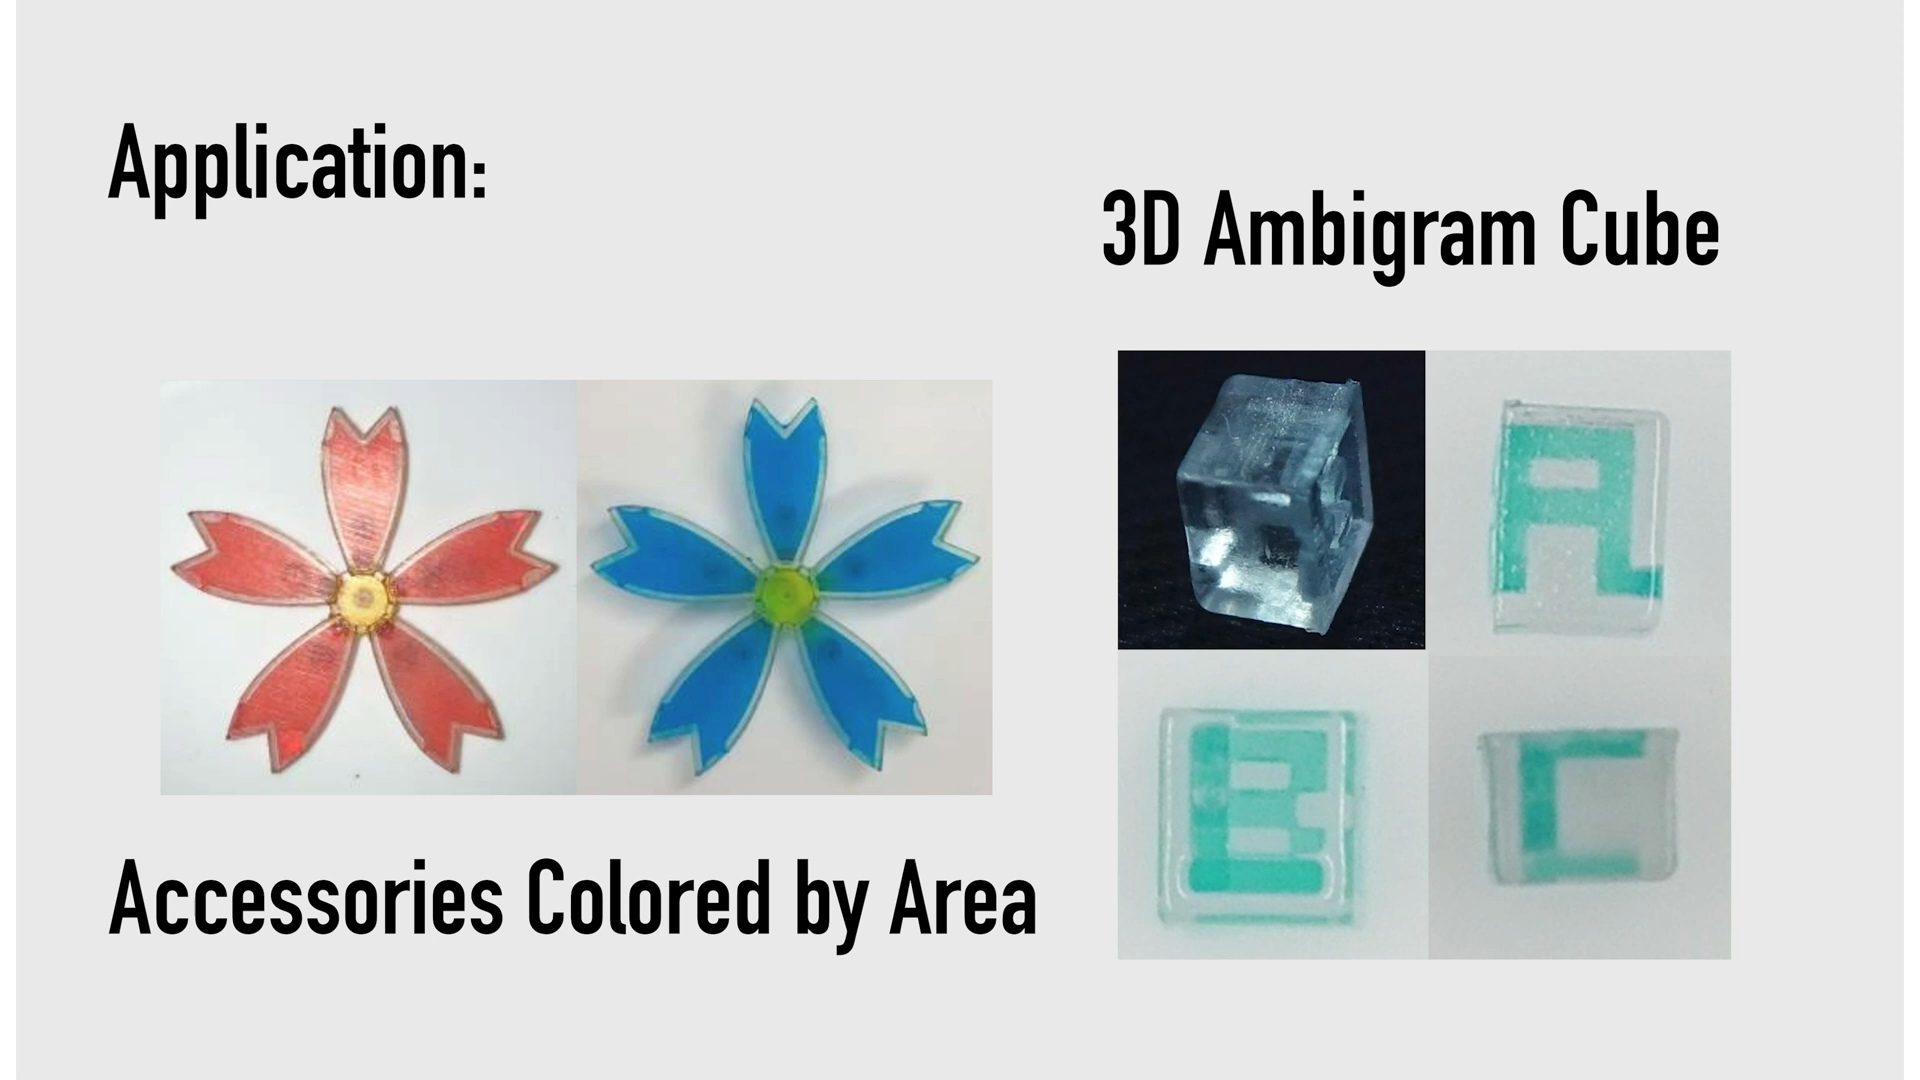 Application:
3D Ambigram Cube
A
B
C
Accessories Colored by Area